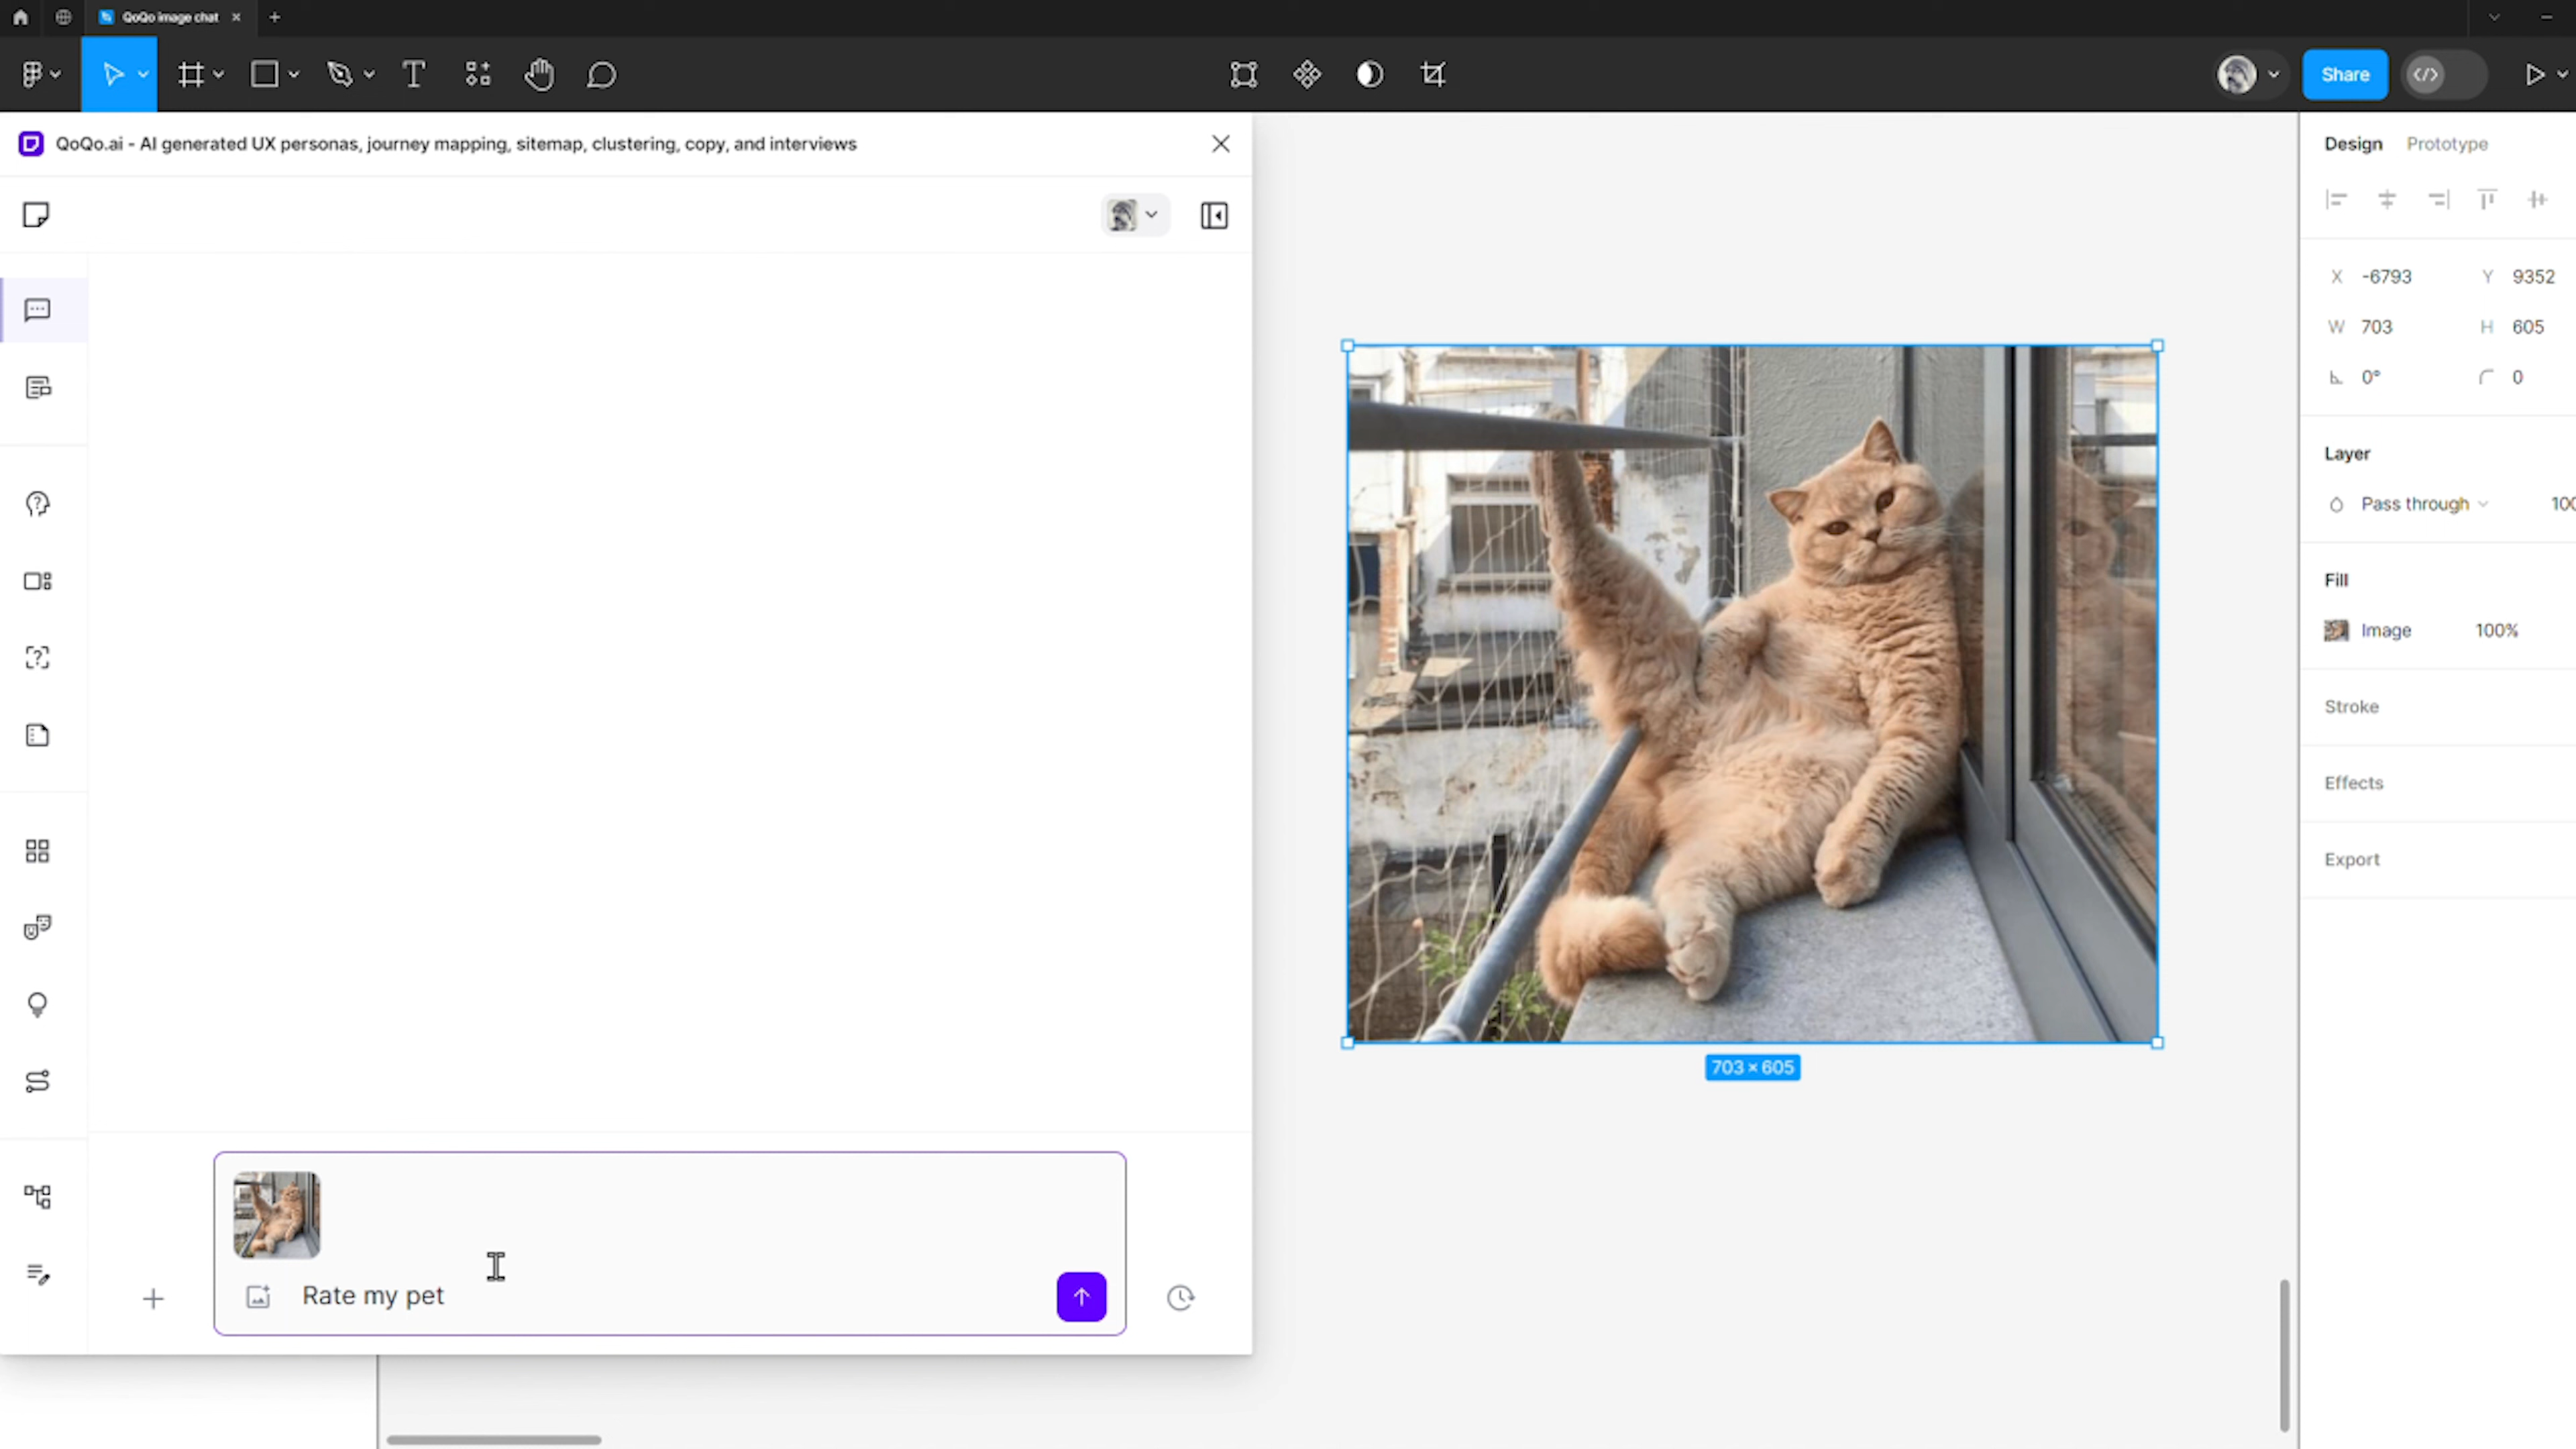 QoQo image chat
Share
QoQo.ai - AI generated UX personas, journey mapping, sitemap, clustering, copy, and interviews
Design Prototype
X -6793 Y 9352
W 703 H 605
0° 0
Layer
Pass through 100
Fill
Image 100%
Stroke
Effects
Export
703 × 605
Rate my pet